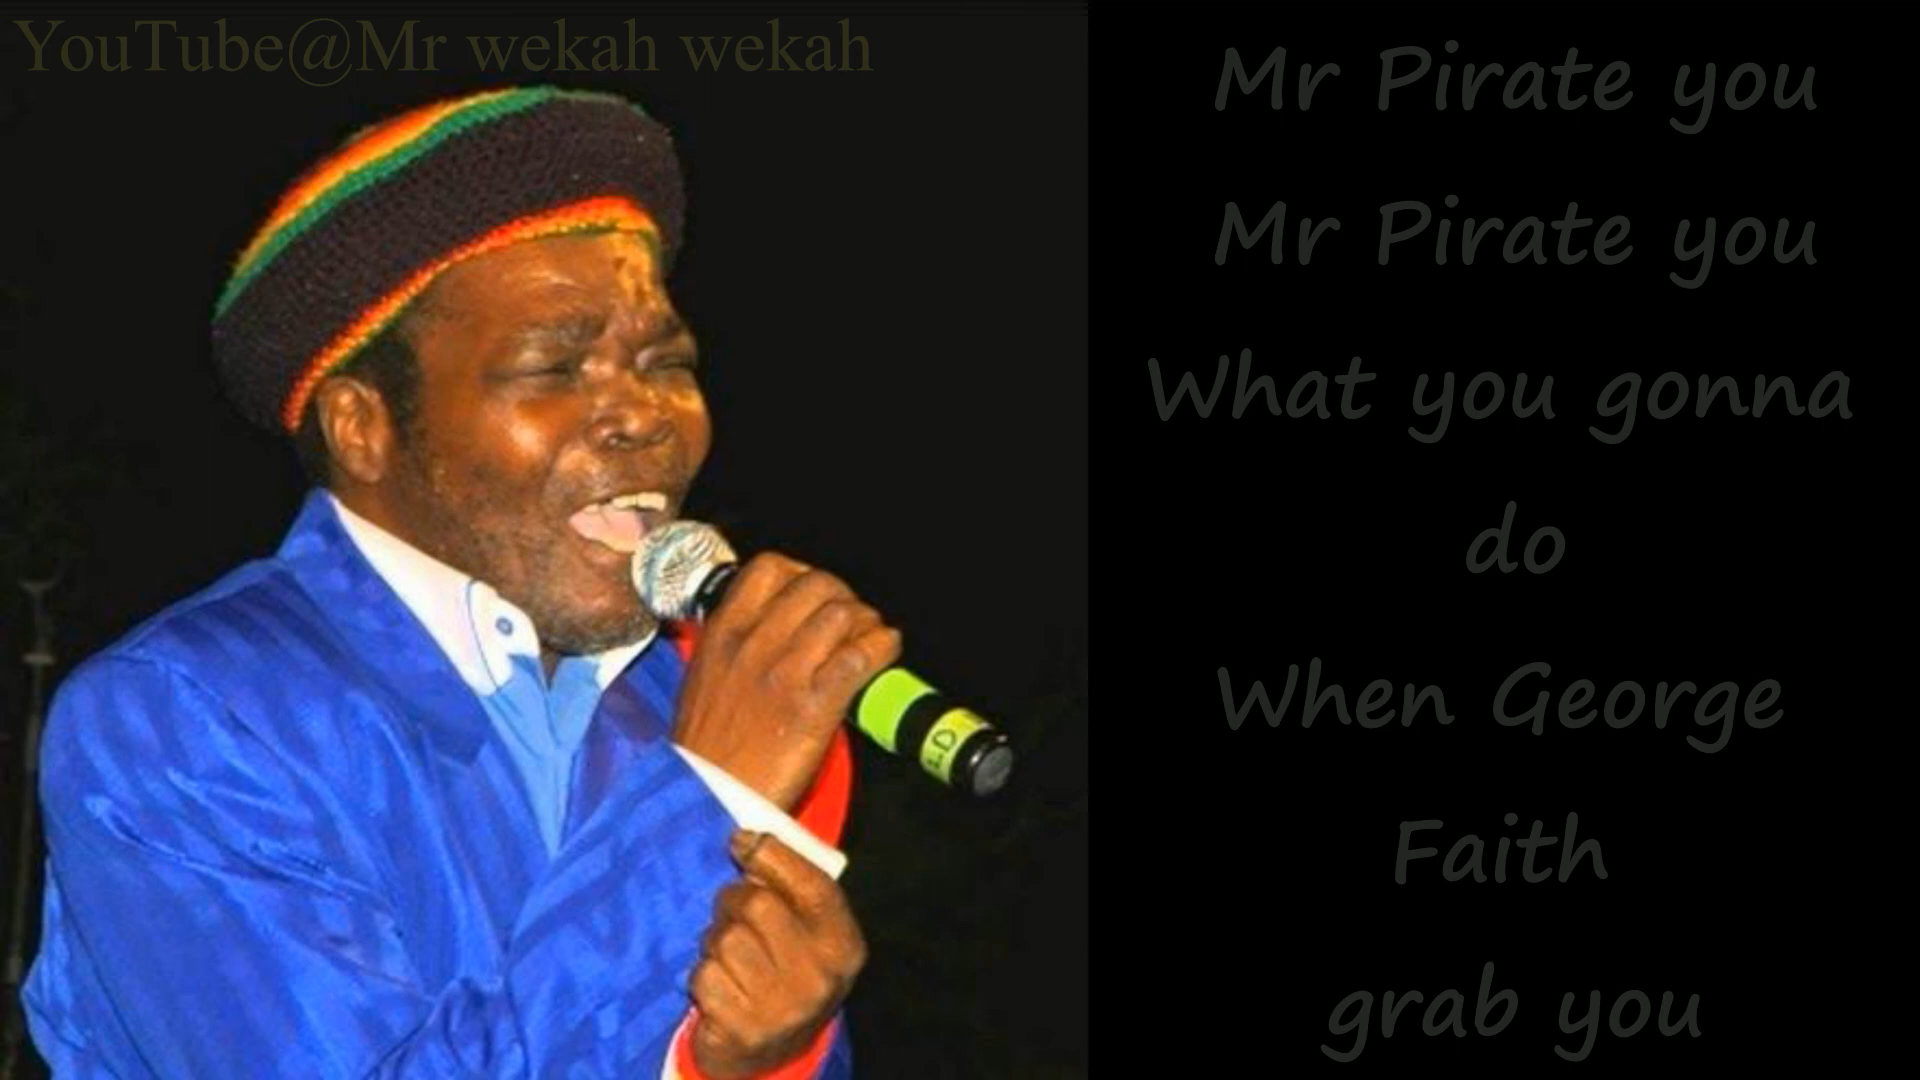 YouTube@Mr wekah wekah
Mr Pirate you
Mr Pirate you
What you gonna
do
When George
Faith
grab you